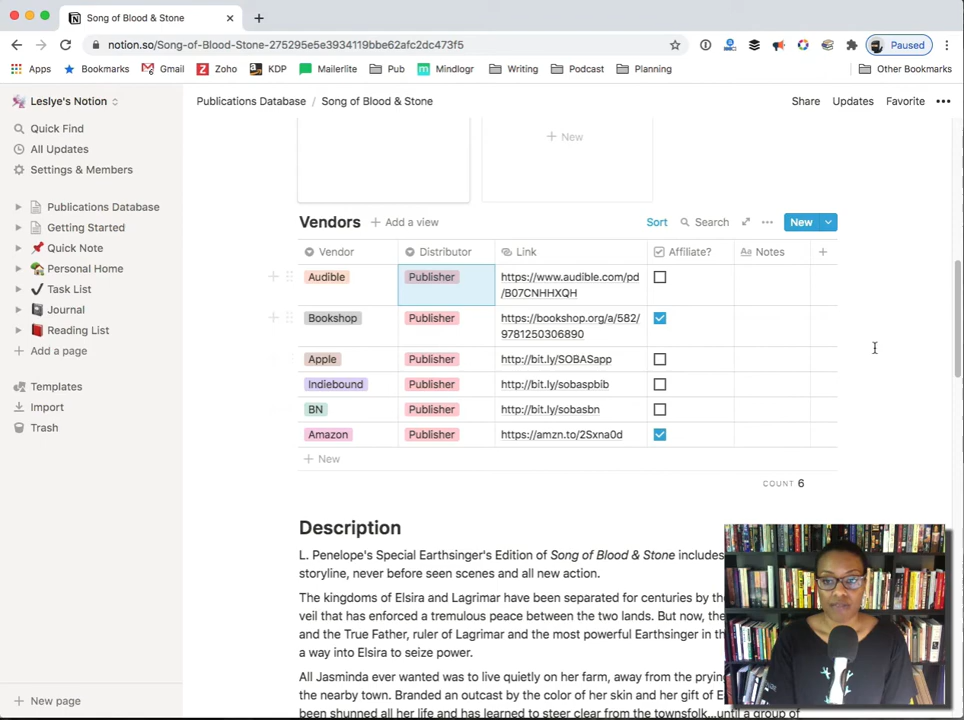 Song of Blood & Stone
notion.so/Song-of-Blood-Stone-275295e5e3934119bbe62afc2dc473f5
Paused
Apps
Bookmarks
Gmail
Zoho
KDP
Mailerlite
Pub
Mindlogr
Writing
Podcast
Planning
Other Bookmarks
Leslye's Notion
Publications Database / Song of Blood & Stone
Share
Updates
Favorite
Quick Find
All Updates
Settings & Members
Publications Database
Getting Started
Quick Note
Personal Home
Task List
Journal
Reading List
Add a page
Templates
Import
Trash
New page
New
Vendors
Add a view
Sort
Search
New
Vendor Distributor Link Affiliate? Notes
Audible Publisher https://www.audible.com/pd
/B07CNHHXQH
Bookshop Publisher https://bookshop.org/a/582/
9781250306890
Apple Publisher http://bit.ly/SOBASapp
Indiebound Publisher http://bit.ly/sobaspbib
BN Publisher http://bit.ly/sobasbn
Amazon Publisher https://amzn.to/2Sxna0d
New
COUNT 6
Description
L. Penelope's Special Earthsinger's Edition of Song of Blood & Stone includes
storyline, never before seen scenes and all new action.
The kingdoms of Elsira and Lagrimar have been separated for centuries by the
veil that has enforced a tremulous peace between the two lands. But now, the
and the True Father, ruler of Lagrimar and the most powerful Earthsinger in th
a way into Elsira to seize power.
All Jasminda ever wanted was to live quietly on her farm, away from the prying
the nearby town. Branded an outcast by the color of her skin and her gift of E
been shunned all her life and has learned to steer clear from the townsfolk...until a group of